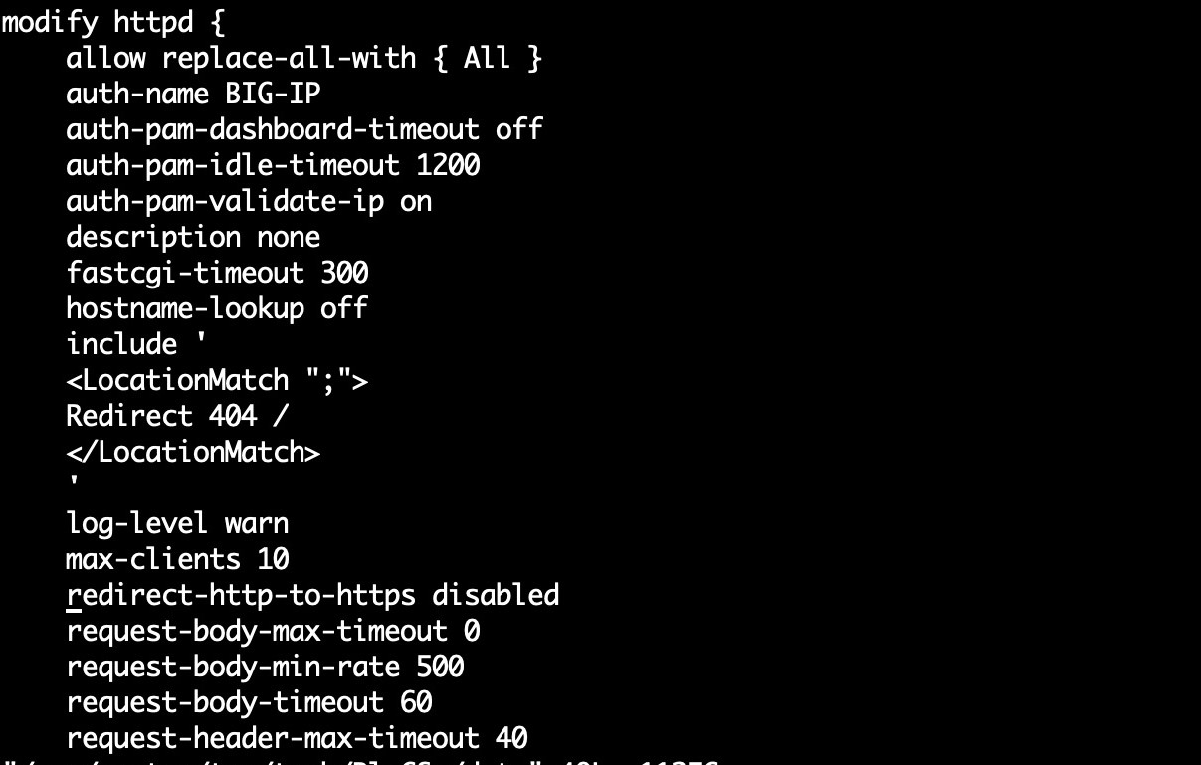 modify httpd {
    allow replace-all-with { All }
    auth-name BIG-IP
    auth-pam-dashboard-timeout off
    auth-pam-idle-timeout 1200
    auth-pam-validate-ip on
    description none
    fastcgi-timeout 300
    hostname-lookup off
    include '
    <LocationMatch ";">
    Redirect 404 /
    </LocationMatch>
    '
    log-level warn
    max-clients 10
    redirect-http-to-https disabled
    request-body-max-timeout 0
    request-body-min-rate 500
    request-body-timeout 60
    request-header-max-timeout 40